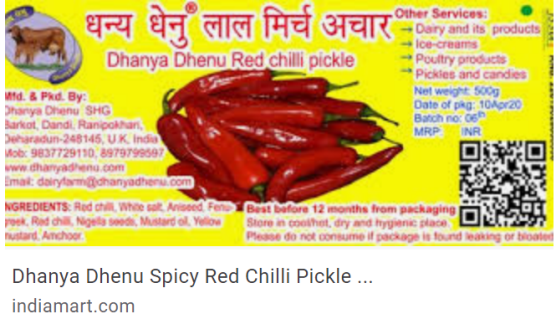 धन्य धेनु® लाल मिर्च अचार
Dhanya Dhenu Red chilli pickle
Other Services:
→ Dairy and its products
→ Ice-creams
→ Poultry products
→ Pickles and candies
Net weight: 500g
Date of pkg: 10Apr20
Batch no: 06th
MRP: INR
Mfd. & Pkd. By:
Dhanya Dhenu SHG
Barkot, Dandi, Ranipokhari,
Deharadun-248145, U.K, India
Mob: 9837729110, 8979799597
www.dhanyadhenu.com
Email: dairyfarm@dhanyadhenu.com
INGREDIENTS: Red chilli, White salt, Aniseed, Fenu-
greek, Red chilli, Nigella seeds, Mustard oil, Yellow
mustard, Amchoor.
Best before 12 months from packaging
Store in cool/hot, dry and hygienic place.
Please do not consume if package is found leaking or bloated
Dhanya Dhenu Spicy Red Chilli Pickle ...
indiamart.com